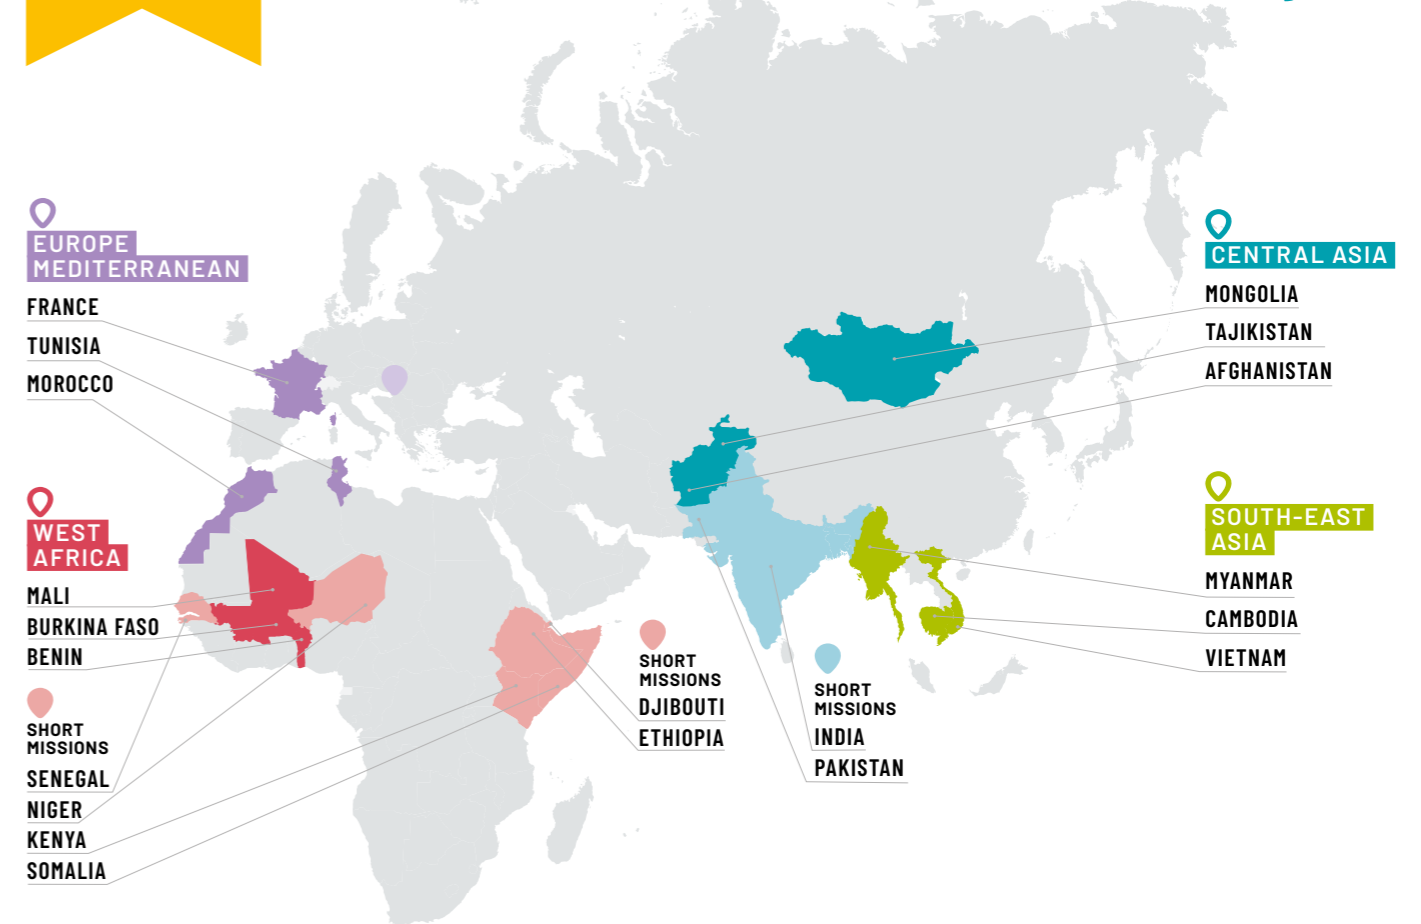 EUROPE
MEDITERRANEAN
FRANCE
TUNISIA
MOROCCO
WEST
AFRICA
MALI
BURKINA FASO
BENIN
SHORT
MISSIONS
SENEGAL
NIGER
KENYA
SOMALIA
SHORT
MISSIONS
DJIBOUTI
ETHIOPIA
SHORT
MISSIONS
INDIA
PAKISTAN
CENTRAL ASIA
MONGOLIA
TAJIKISTAN
AFGHANISTAN
SOUTH-EAST
ASIA
MYANMAR
CAMBODIA
VIETNAM